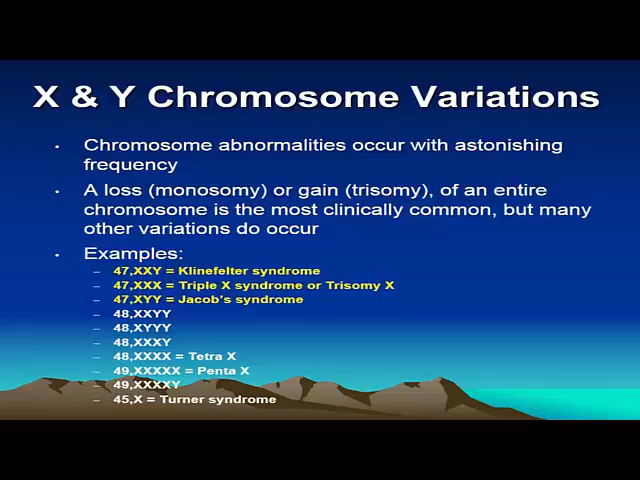 X & Y Chromosome Variations
• Chromosome abnormalities occur with astonishing
frequency
• A loss (monosomy) or gain (trisomy), of an entire
chromosome is the most clinically common, but many
other variations do occur
• Examples:
– 47,XXY = Klinefelter syndrome
– 47,XXX = Triple X syndrome or Trisomy X
– 47,XYY = Jacob's syndrome
– 48,XXYY
– 48,XYYY
– 48,XXXY
– 48,XXXX = Tetra X
– 49,XXXXX = Penta X
– 49,XXXXY
– 45,X = Turner syndrome